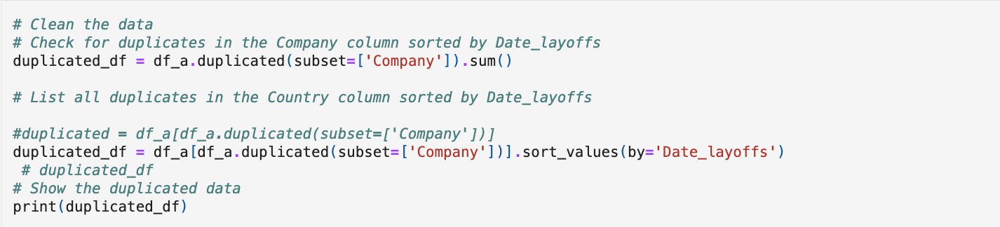 # Clean the data
# Check for duplicates in the Company column sorted by Date_layoffs
duplicated_df = df_a.duplicated(subset=['Company']).sum()
# List all duplicates in the Country column sorted by Date_layoffs
#duplicated = df_a[df_a.duplicated(subset=['Company'])]
duplicated_df = df_a[df_a.duplicated(subset=['Company'])].sort_values(by='Date_layoffs')
# duplicated_df
# Show the duplicated data
print(duplicated_df)